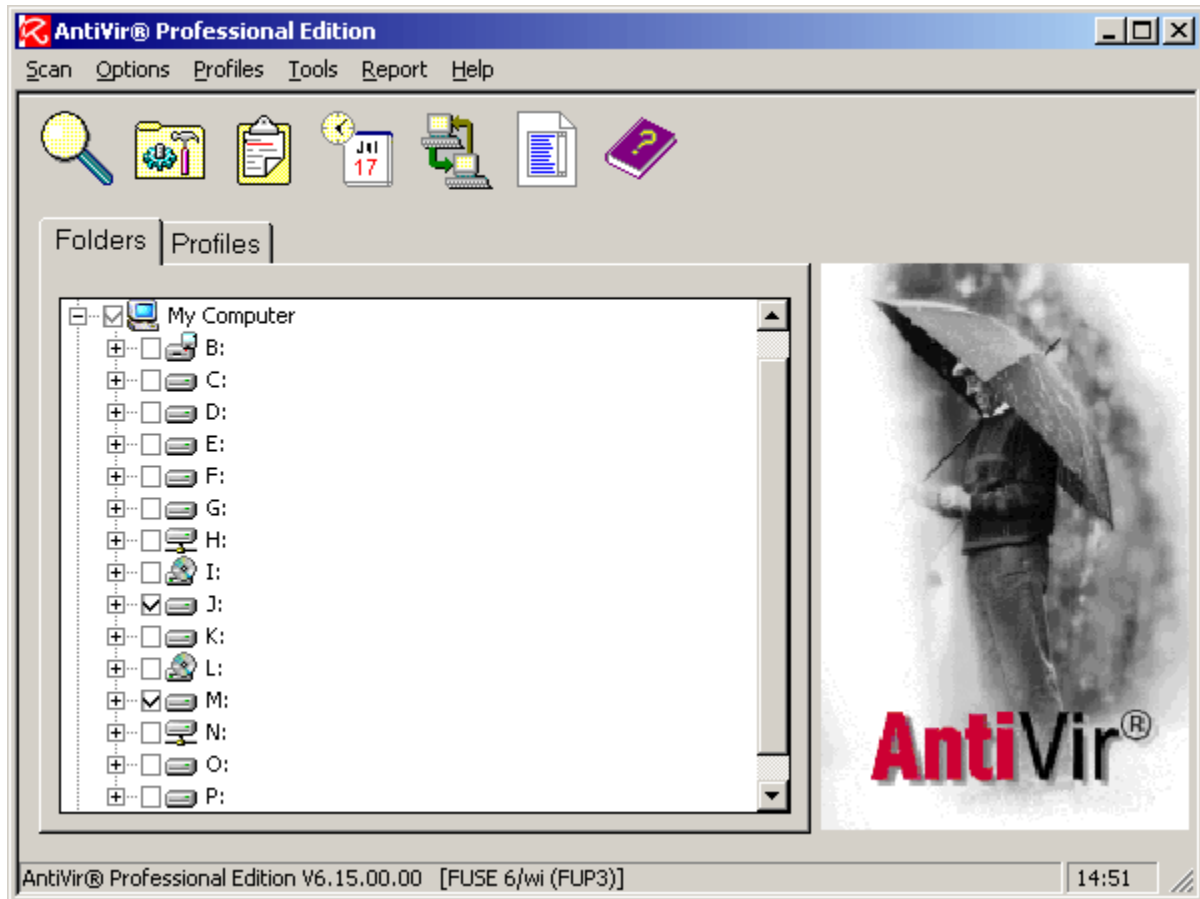 AntiVir® Professional Edition
Scan Options Profiles Tools Report Help
Jul
17
?
Folders Profiles
My Computer
B:
C:
D:
E:
F:
G:
H:
I:
J:
K:
L:
M:
N:
O:
P:
AntiVir®
AntiVir® Professional Edition V6.15.00.00 [FUSE 6/wi (FUP3)] 14:51